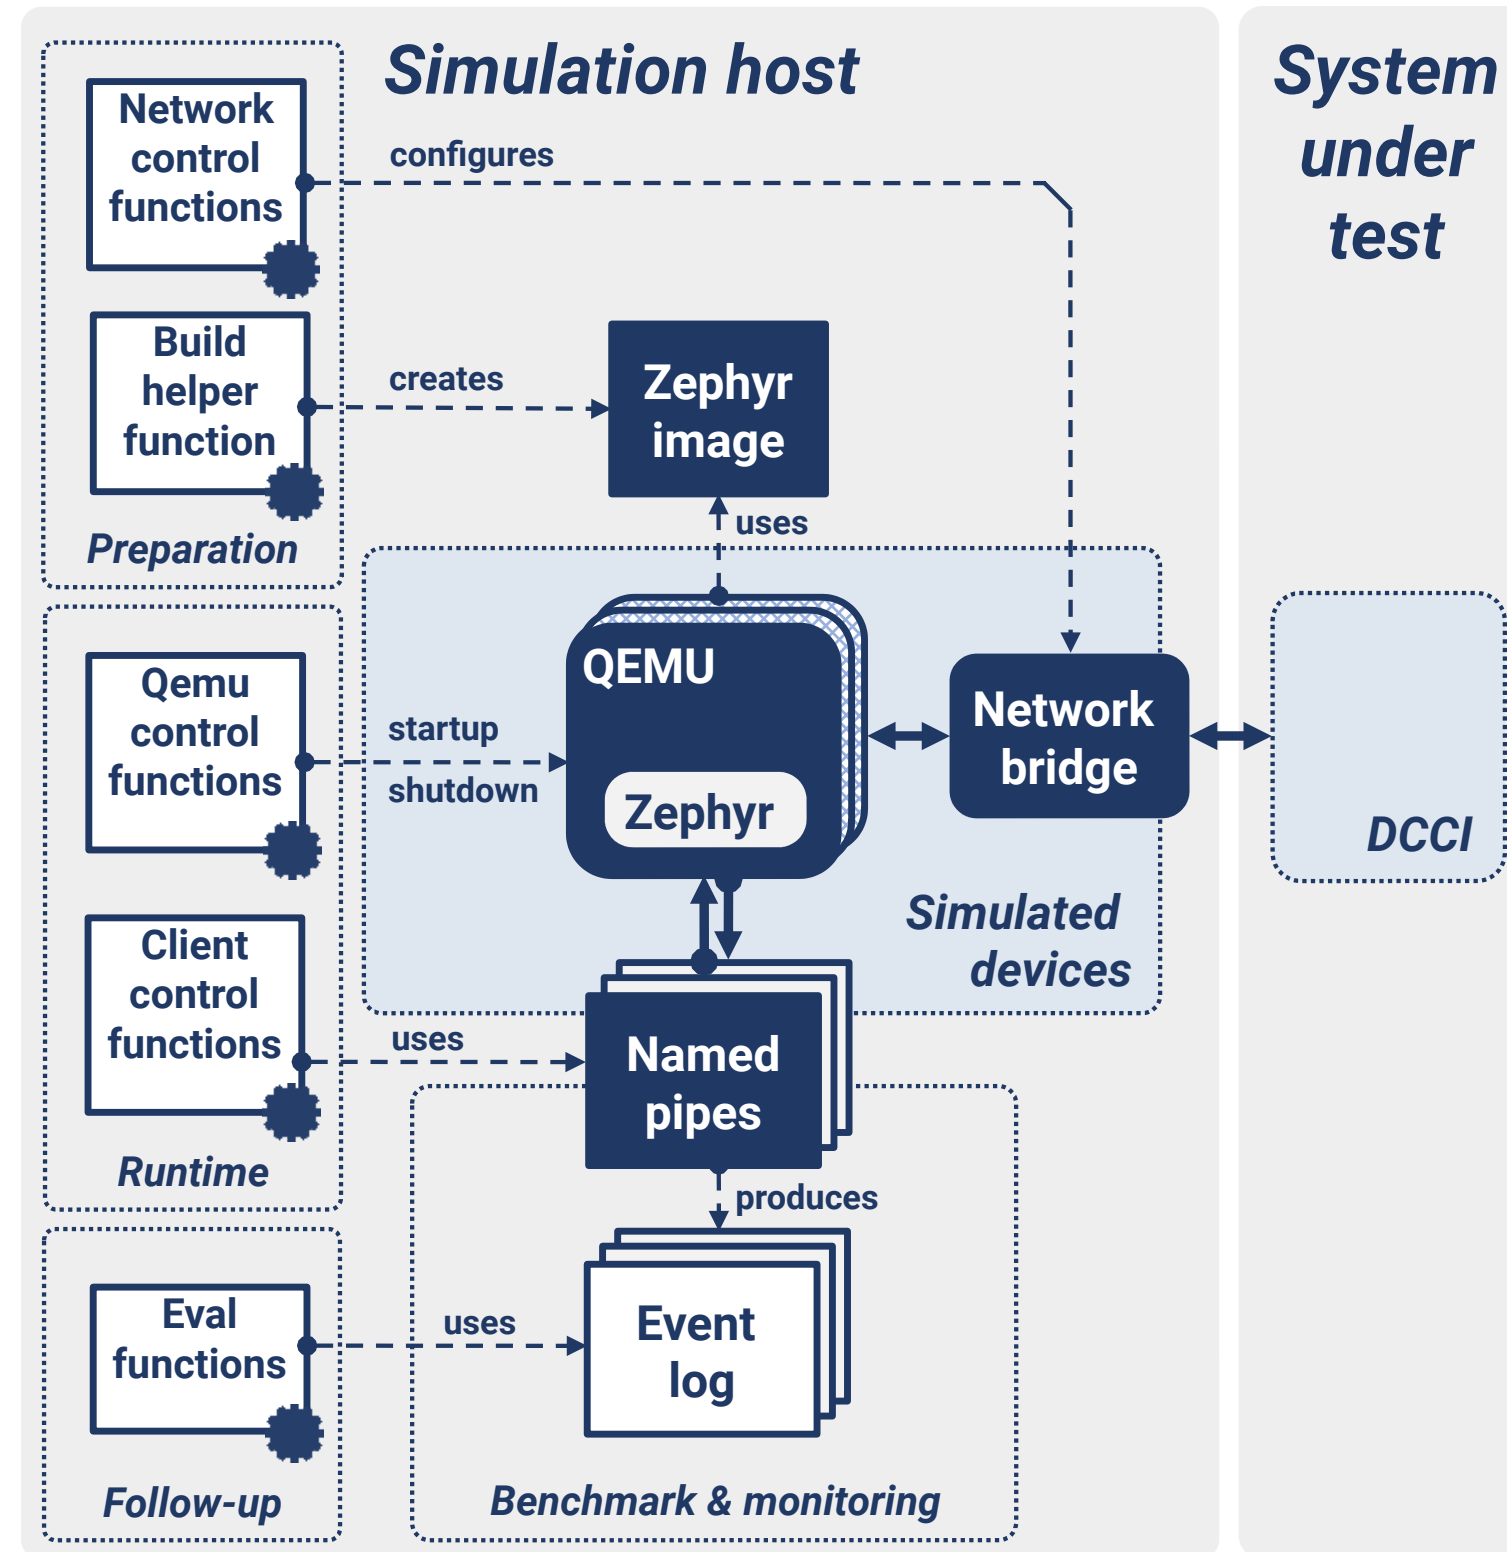 Simulation host
System
under
test
Network
control
functions
configures
Build
helper
function
creates
Zephyr
image
Preparation
uses
Qemu
control
functions
startup
shutdown
QEMU
Zephyr
Network
bridge
DCCI
Simulated
devices
Client
control
functions
uses
Named
pipes
Runtime
produces
Eval
functions
uses
Event
log
Follow-up
Benchmark & monitoring